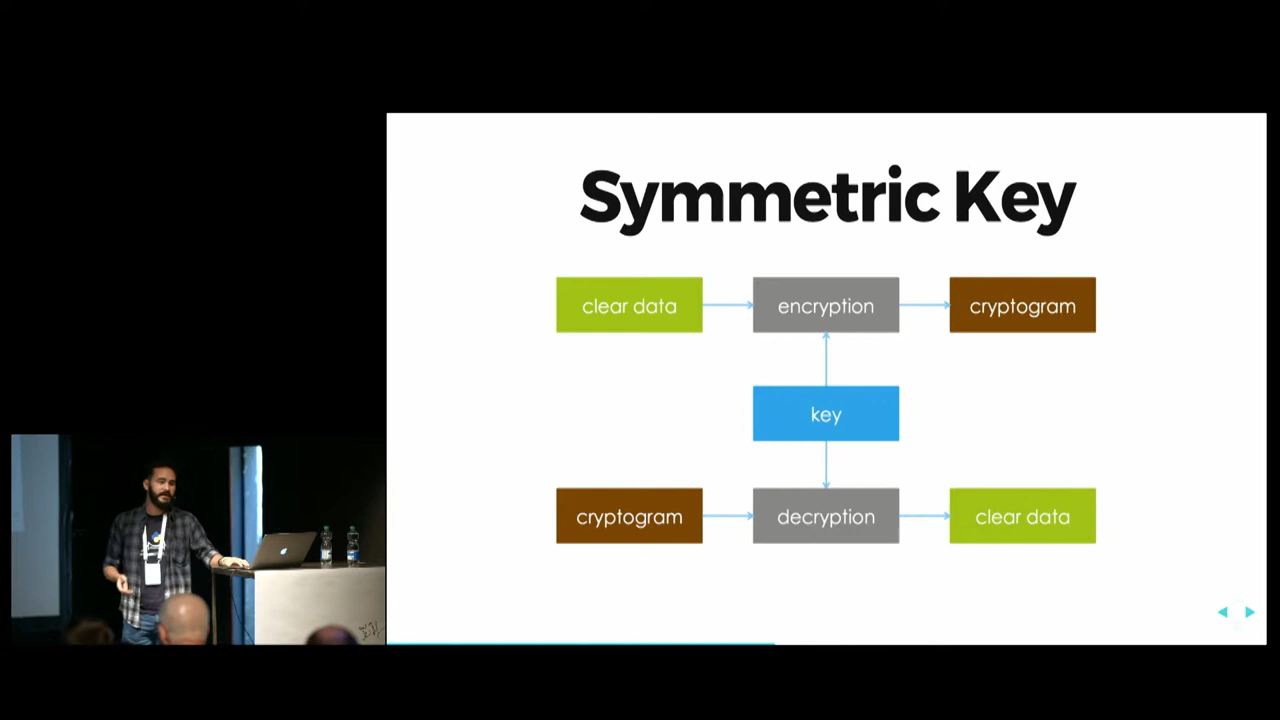 Symmetric Key
clear data
encryption
cryptogram
key
cryptogram
decryption
clear data